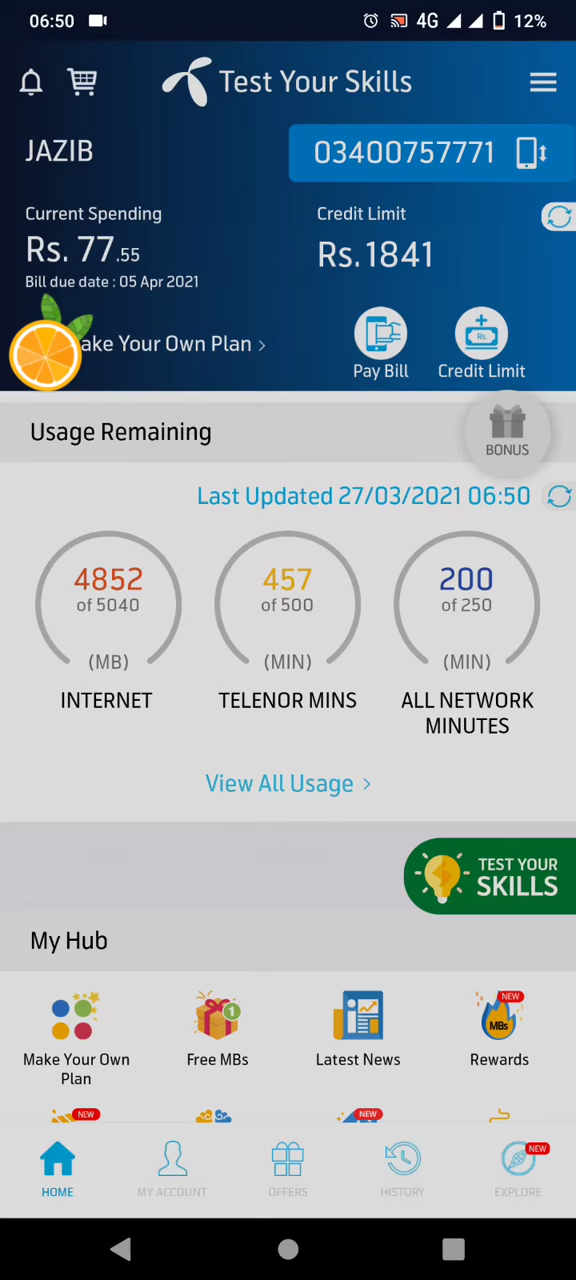 06:50 4G 12%
Test Your Skills
JAZIB
03400757771
Current Spending
Credit Limit
Rs. 77.55
Rs. 1841
Bill due date : 05 Apr 2021
ake Your Own Plan >
Rs.
Pay Bill
Credit Limit
Usage Remaining
BONUS
Last Updated 27/03/2021 06:50
4852
of 5040
(MB)
INTERNET
457
of 500
(MIN)
TELENOR MINS
200
of 250
(MIN)
ALL NETWORK
MINUTES
View All Usage >
TEST YOUR
SKILLS
My Hub
Make Your Own
Plan
1
Free MBs
Latest News
NEW
MBs
Rewards
NEW
NEW
HOME
MY ACCOUNT
OFFERS
HISTORY
NEW
EXPLORE